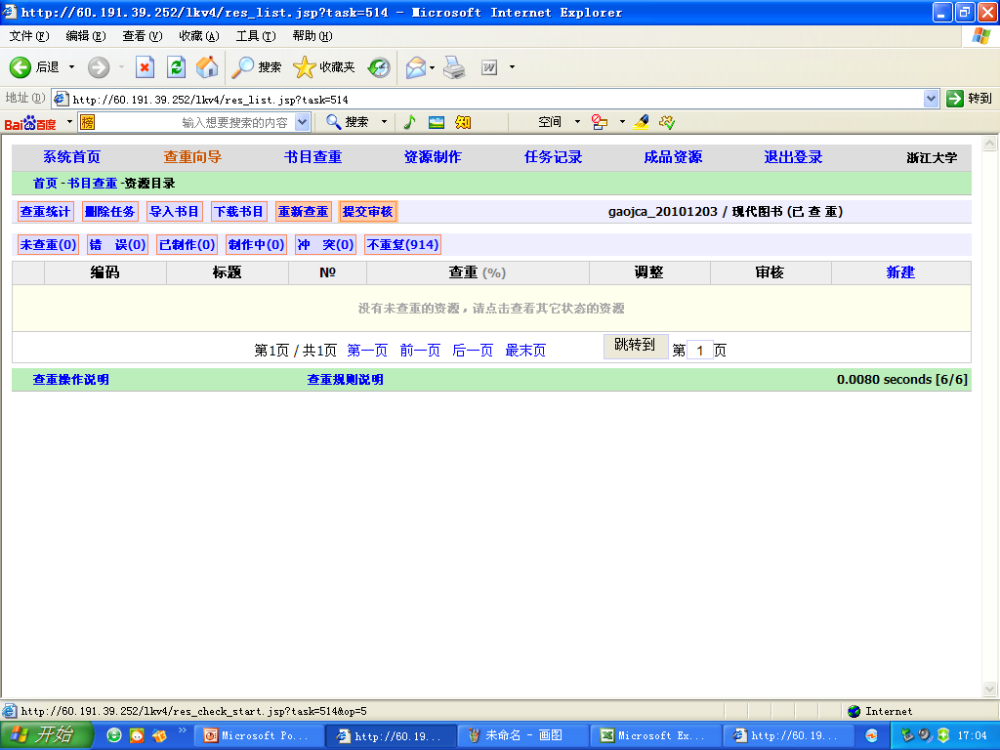 http://60.191.39.252/lkv4/res_list.jsp?task=514 - Microsoft Internet Explorer
文件(F) 编辑(E) 查看(V) 收藏(A) 工具(T) 帮助(H)
后退 搜索 收藏夹 W
地址(D) http://60.191.39.252/lkv4/res_list.jsp?task=514 转到
Bai百度 榜 输入想要搜索的内容 搜索 知 空间
系统首页 查重向导 书目查重 资源制作 任务记录 成品资源 退出登录 浙江大学
首页 - 书目查重 -资源目录
查重统计 删除任务 导入书目 下载书目 重新查重 提交审核 gaojca_20101203 / 现代图书 (已 查 重)
未查重(0) 错 误(0) 已制作(0) 制作中(0) 冲 突(0) 不重复(914)
编码 标题 № 查重 (%) 调整 审核 新建
没有未查重的资源，请点击查看其它状态的资源
第1页 / 共1页 第一页 前一页 后一页 最末页 跳转到 第 1 页
查重操作说明 查重规则说明 0.0080 seconds [6/6]
http://60.191.39.252/lkv4/res_check_start.jsp?task=514&op=5 Internet
开始 Microsoft Po... http://60.19... 未命名 - 画图 Microsoft Ex... http://60.19... 17:04